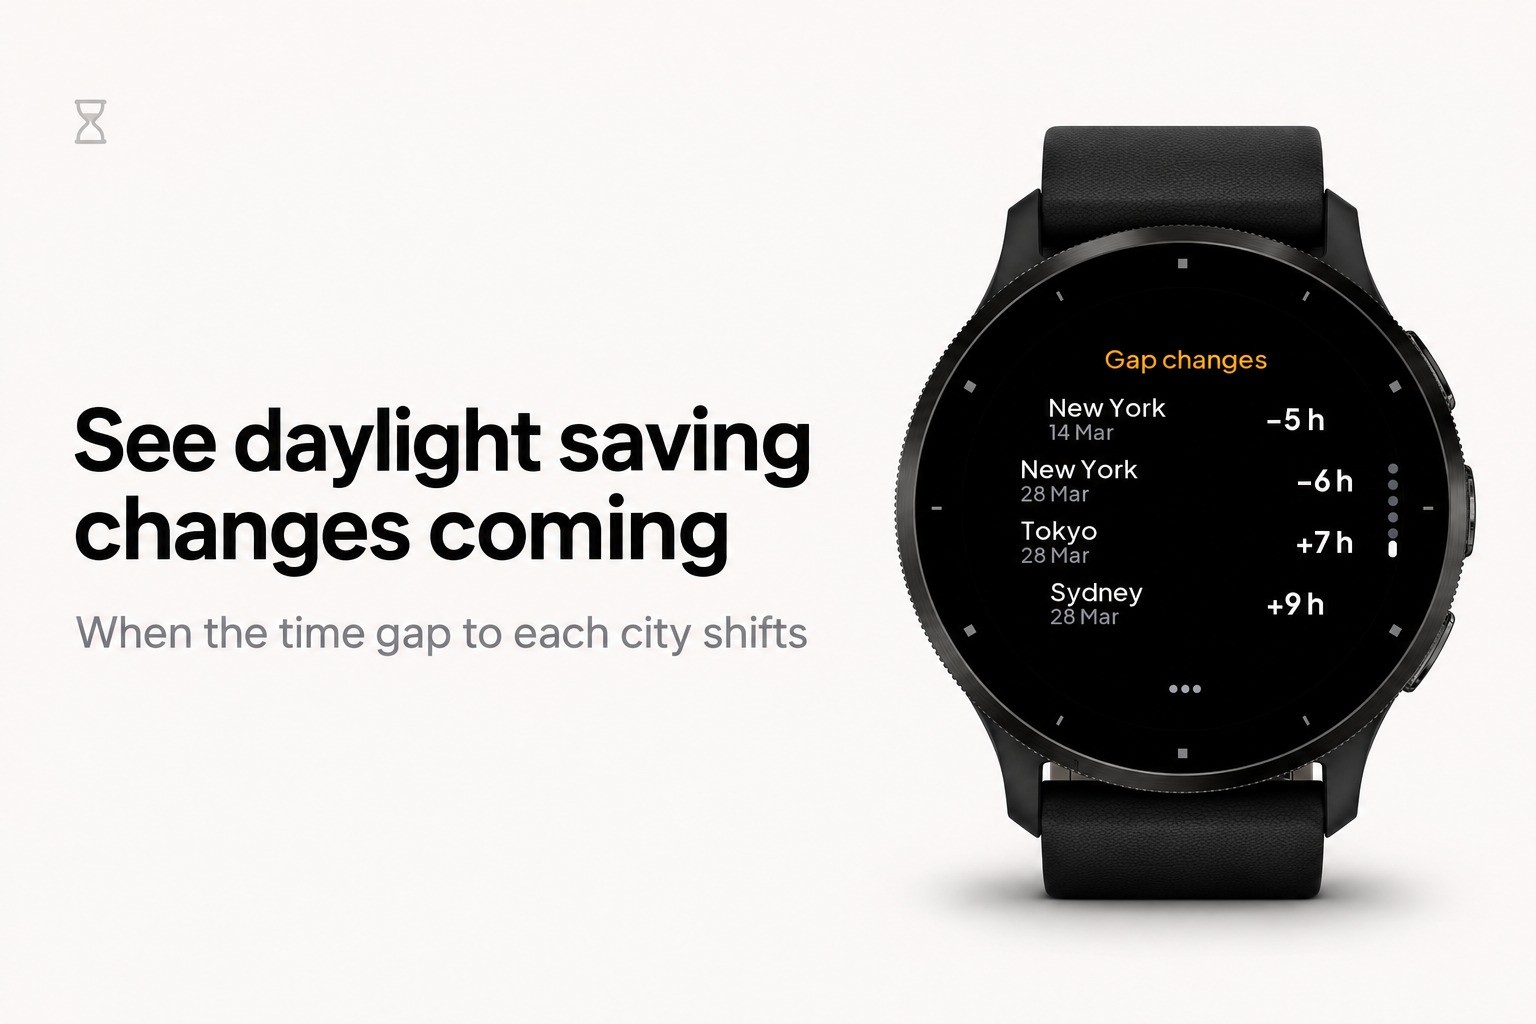 See daylight saving
changes coming
When the time gap to each city shifts
Gap changes
New York
14 Mar
−5 h
New York
28 Mar
−6 h
Tokyo
28 Mar
+7 h
Sydney
28 Mar
+9 h